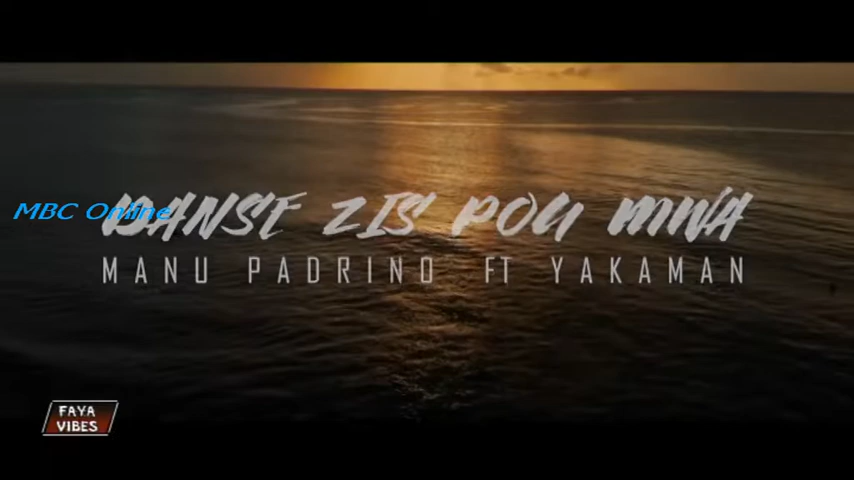 DANSE ZIS POU MWA
MBC Online
MANU PADRINO FT YAKAMAN
FAYA
VIBES